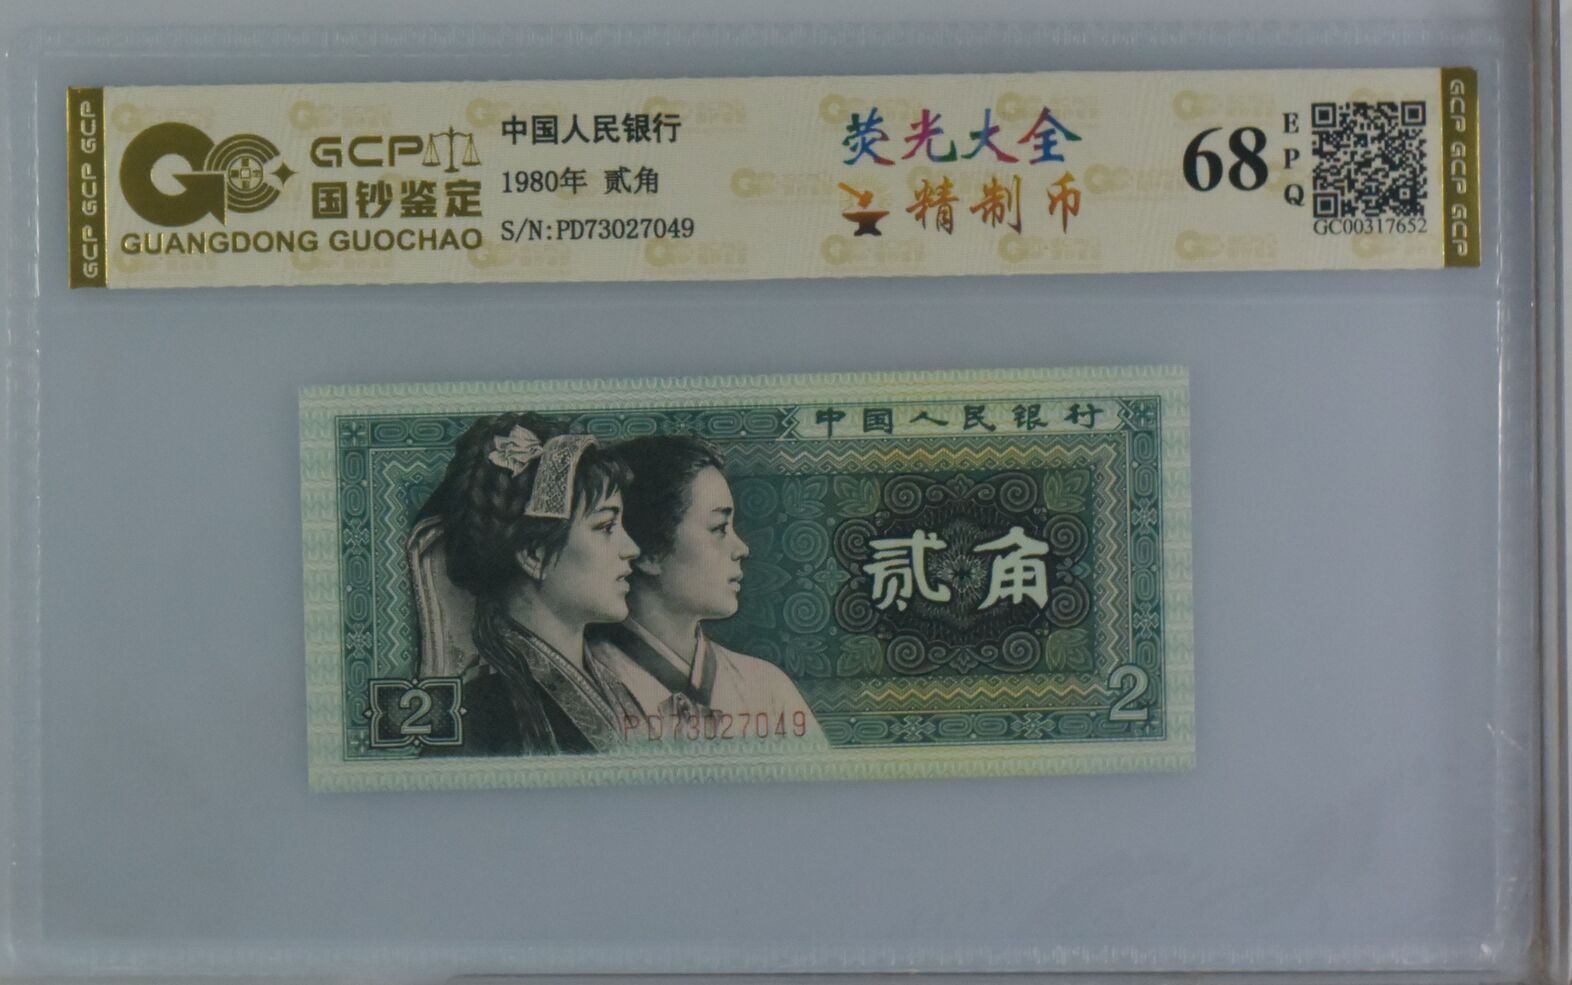 GCP GCP GCP
GCP
国钞鉴定
GUANGDONG GUOCHAO
中国人民银行
1980年 贰角
S/N:PD73027049
荧光大全
精制币
68
EPQ
GC00317652
GCP GCP GCP
中国人民银行
贰角
2
2
PD73027049